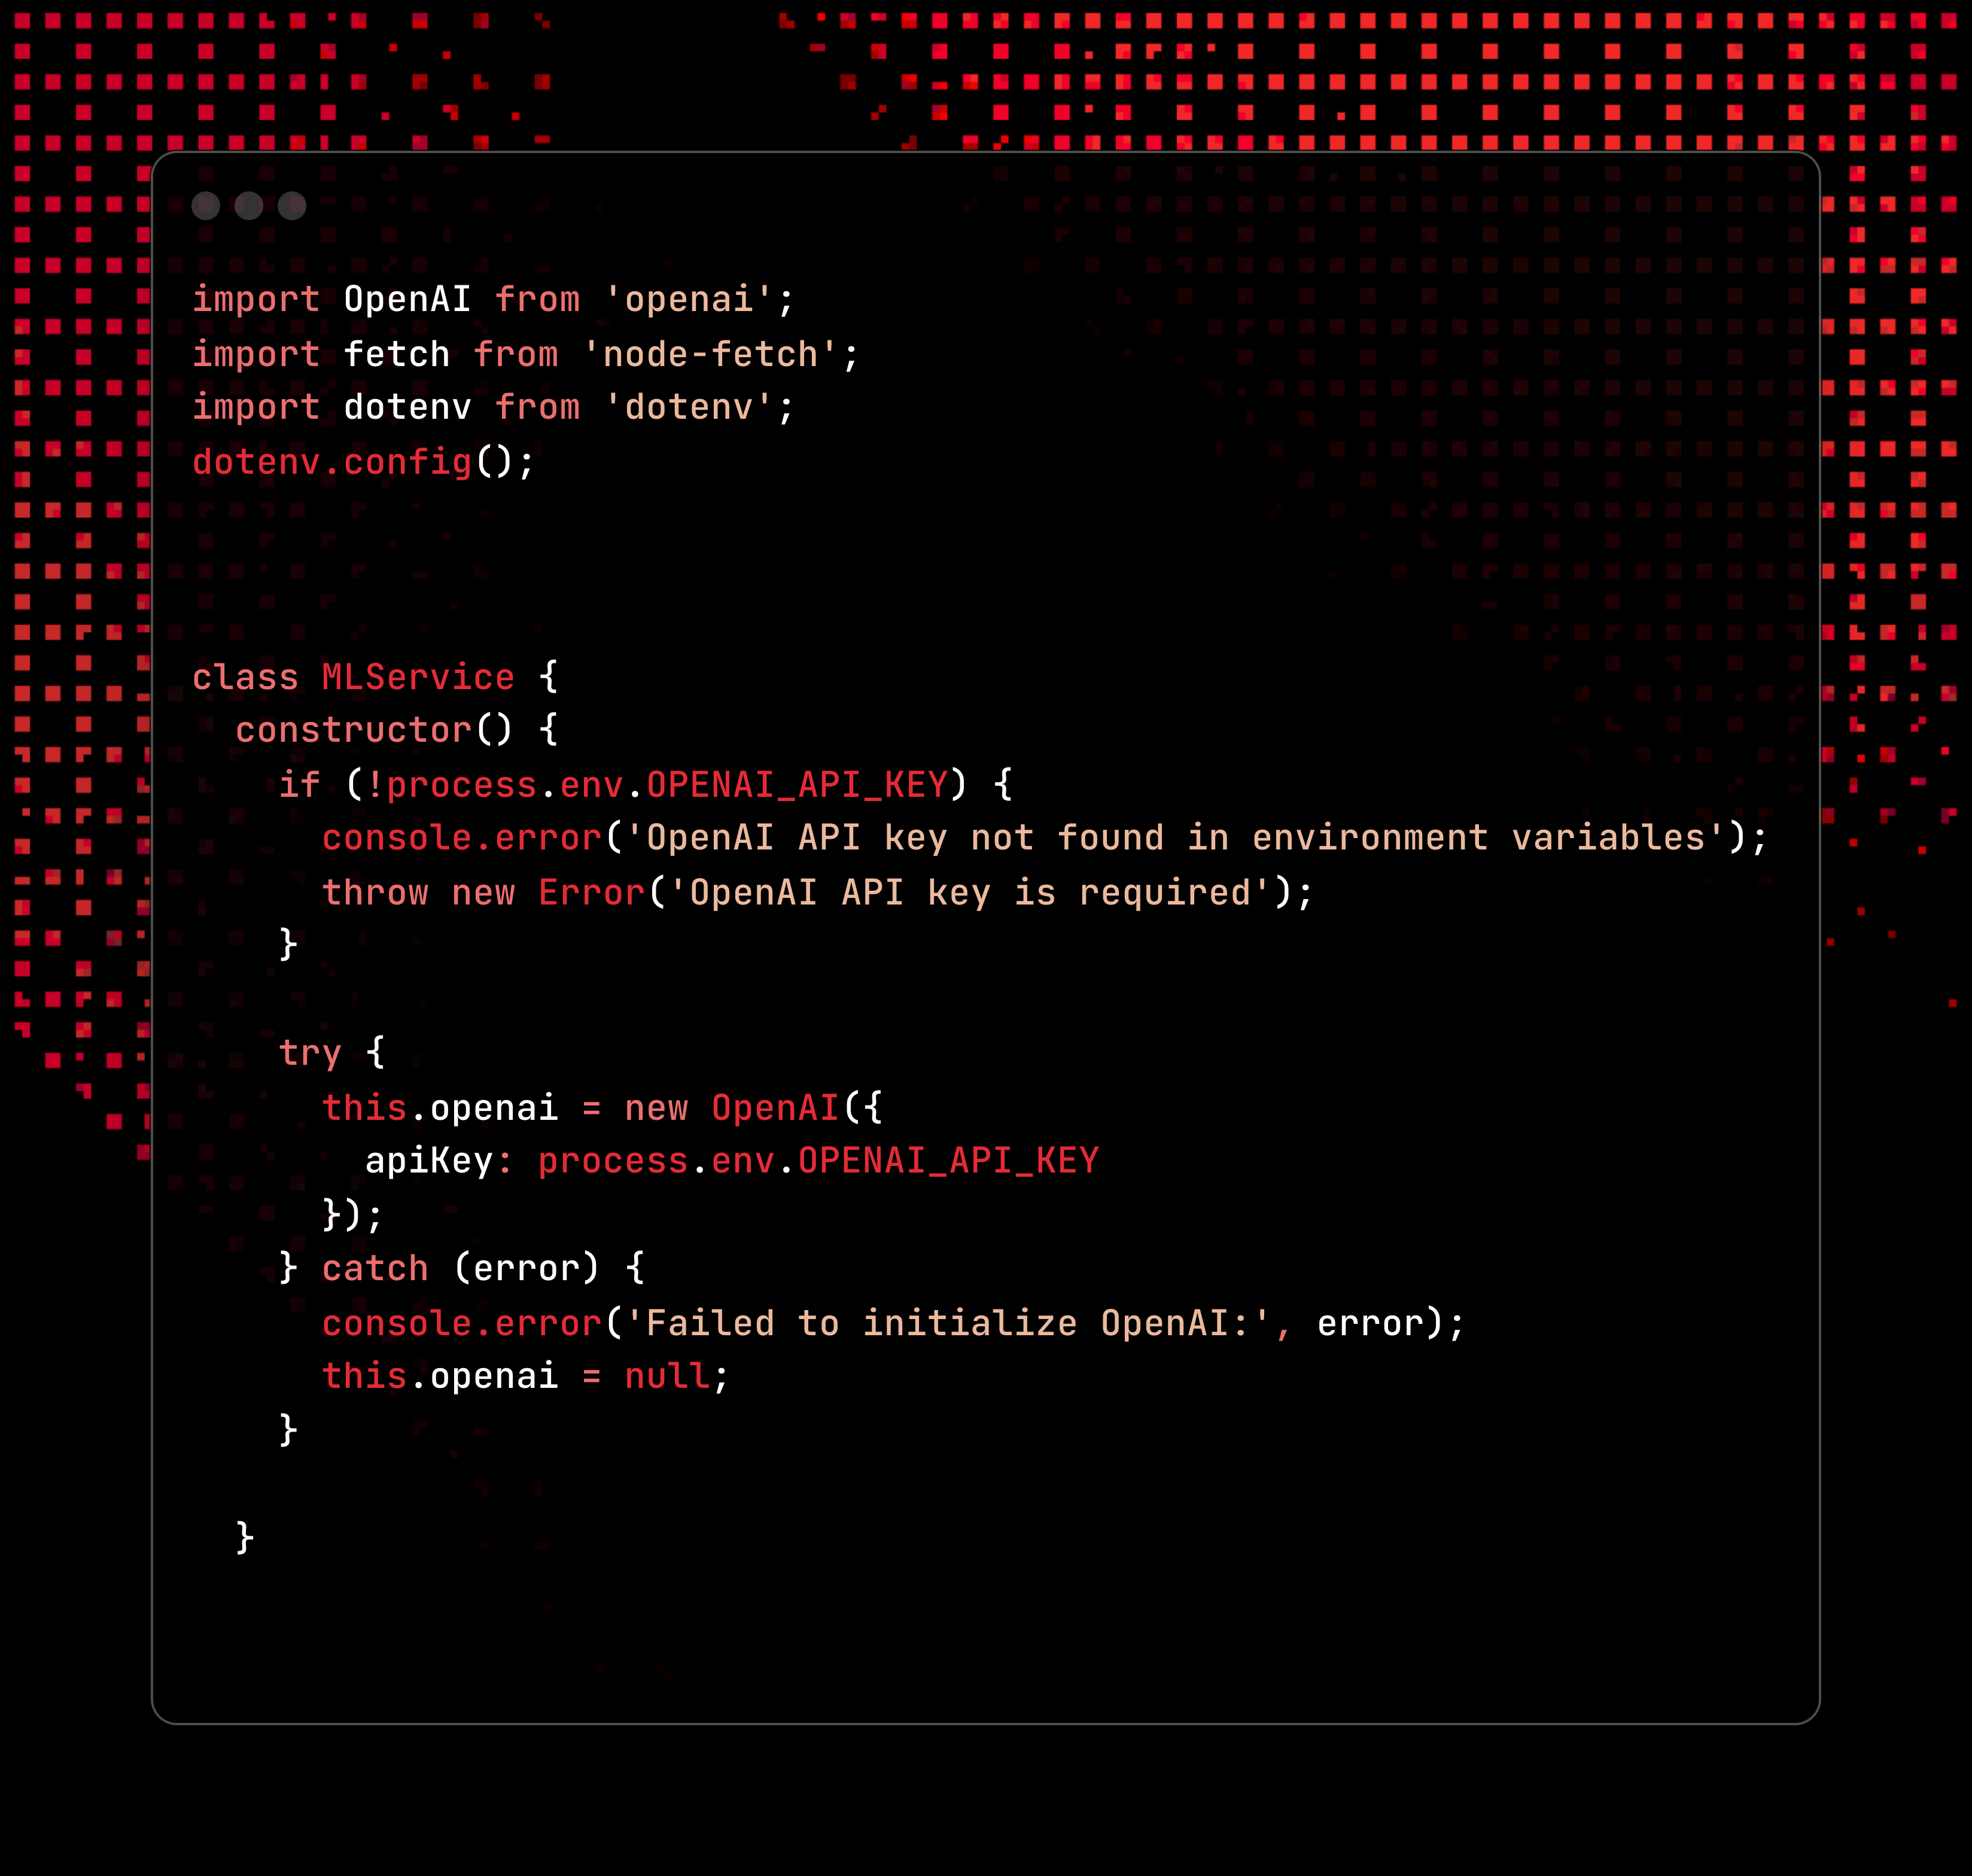 import OpenAI from 'openai';
import fetch from 'node-fetch';
import dotenv from 'dotenv';
dotenv.config();
class MLService {
  constructor() {
    if (!process.env.OPENAI_API_KEY) {
      console.error('OpenAI API key not found in environment variables');
      throw new Error('OpenAI API key is required');
    }
    try {
      this.openai = new OpenAI({
        apiKey: process.env.OPENAI_API_KEY
      });
    } catch (error) {
      console.error('Failed to initialize OpenAI:', error);
      this.openai = null;
    }
  }